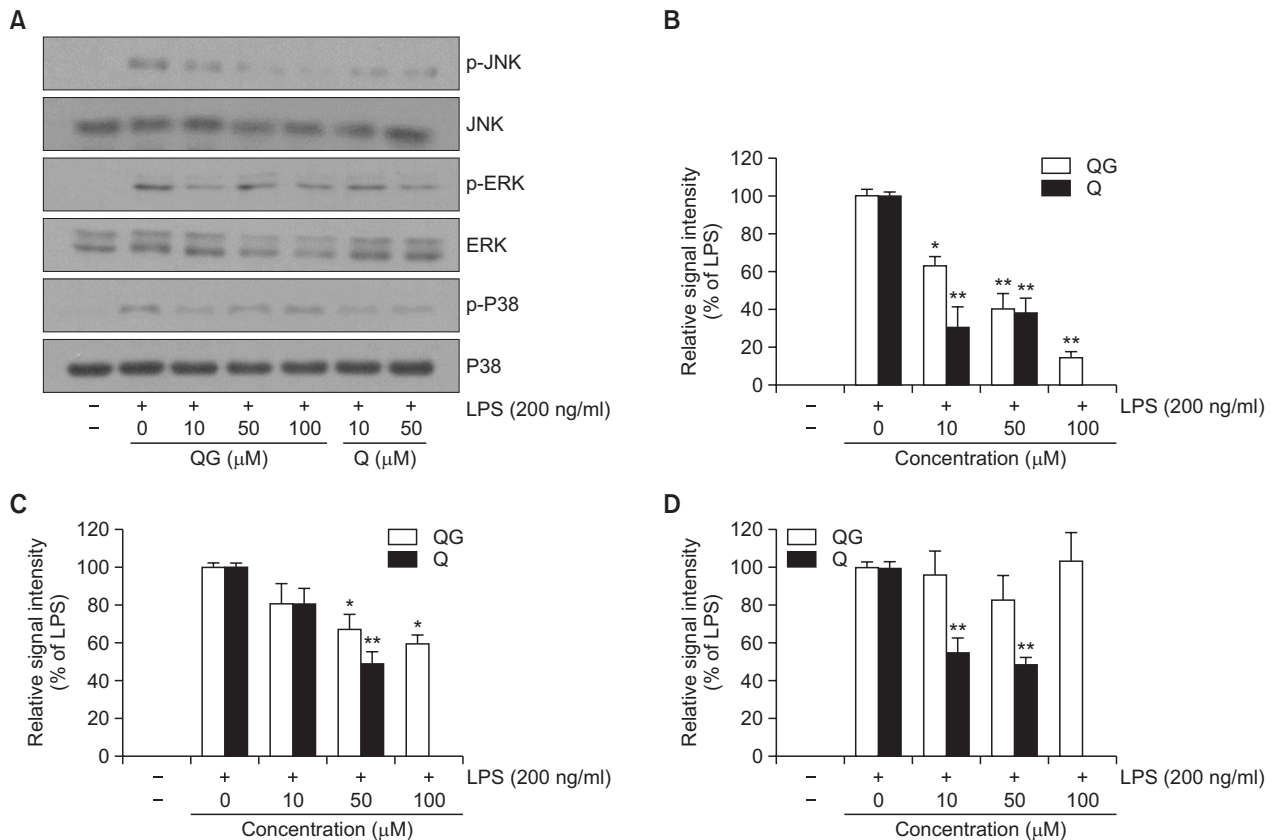 A
p-JNK
JNK
p-ERK
ERK
p-P38
P38
– + + + + + + LPS (200 ng/ml)
– 0 10 50 100 10 50
QG (μM) Q (μM)
B
Relative signal intensity
(% of LPS)
120
100
80
60
40
20
0
QG
Q
*
**
** **
**
– + + + + LPS (200 ng/ml)
– 0 10 50 100
Concentration (μM)
C
Relative signal intensity
(% of LPS)
120
100
80
60
40
20
0
QG
Q
*
**
*
– + + + + LPS (200 ng/ml)
– 0 10 50 100
Concentration (μM)
D
Relative signal intensity
(% of LPS)
120
100
80
60
40
20
0
QG
Q
**
**
– + + + + LPS (200 ng/ml)
– 0 10 50 100
Concentration (μM)